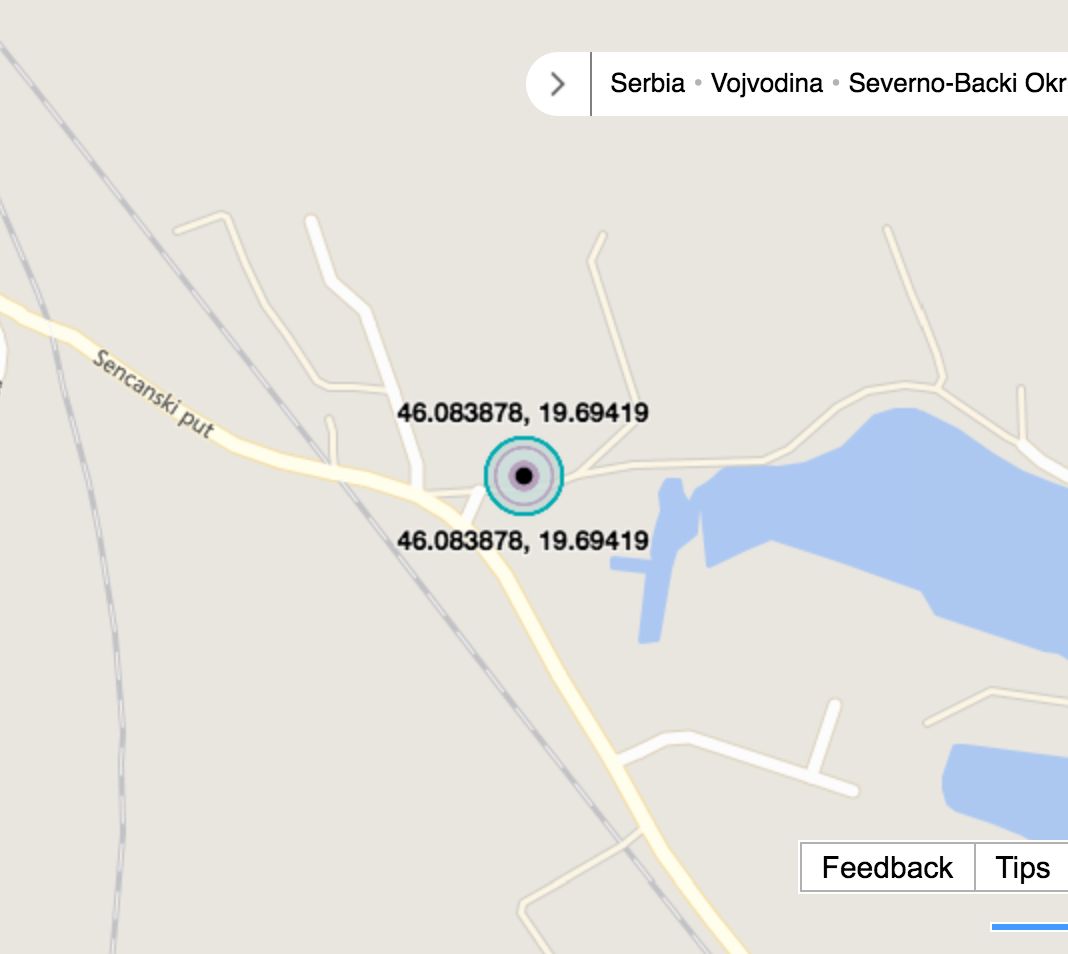 Serbia • Vojvodina • Severno-Backi Okr
Sencanski put
46.083878, 19.69419
46.083878, 19.69419
Feedback
Tips